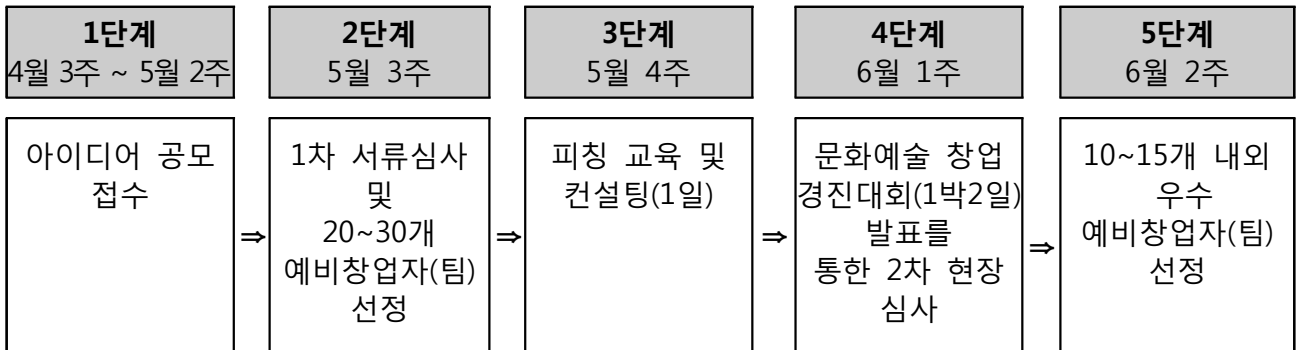 1단계
4월 3주 ~ 5월 2주
2단계
5월 3주
3단계
5월 4주
4단계
6월 1주
5단계
6월 2주
아이디어 공모
접수
⇒
1차 서류심사
및
20~30개
예비창업자(팀)
선정
⇒
피칭 교육 및
컨설팅(1일)
⇒
문화예술 창업
경진대회(1박2일)
발표를
통한 2차 현장
심사
⇒
10~15개 내외
우수
예비창업자(팀)
선정